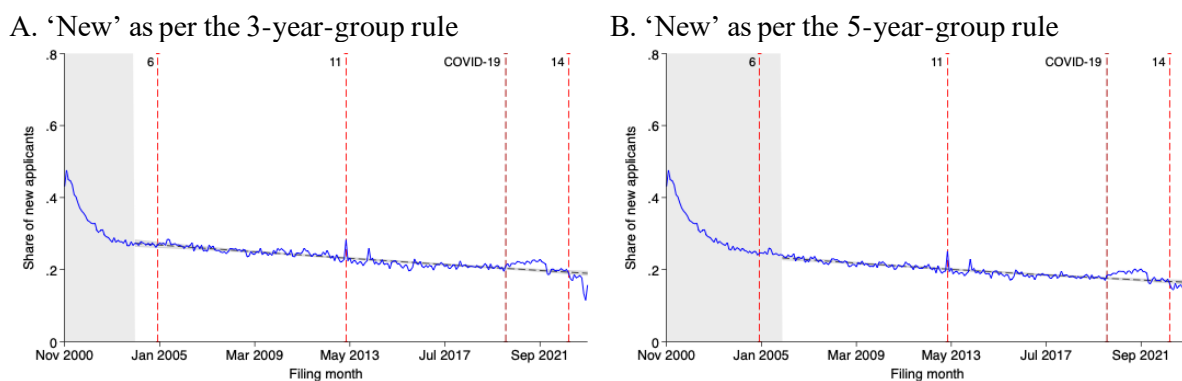 A. ‘New’ as per the 3-year-group rule
.8
.6
.4
.2
0
Share of new applicants
6
11
COVID-19
14
Nov 2000
Jan 2005
Mar 2009
May 2013
Jul 2017
Sep 2021
Filing month
B. ‘New’ as per the 5-year-group rule
.8
.6
.4
.2
0
Share of new applicants
6
11
COVID-19
14
Nov 2000
Jan 2005
Mar 2009
May 2013
Jul 2017
Sep 2021
Filing month